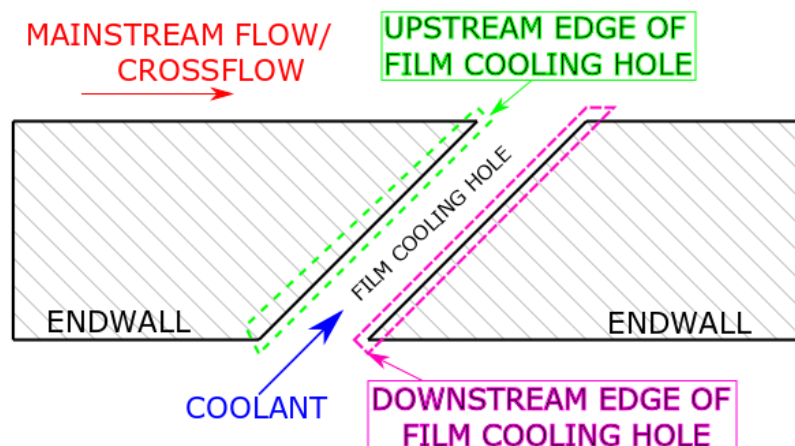 MAINSTREAM FLOW/
CROSSFLOW
UPSTREAM EDGE OF
FILM COOLING HOLE
FILM COOLING HOLE
ENDWALL
ENDWALL
COOLANT
DOWNSTREAM EDGE OF
FILM COOLING HOLE